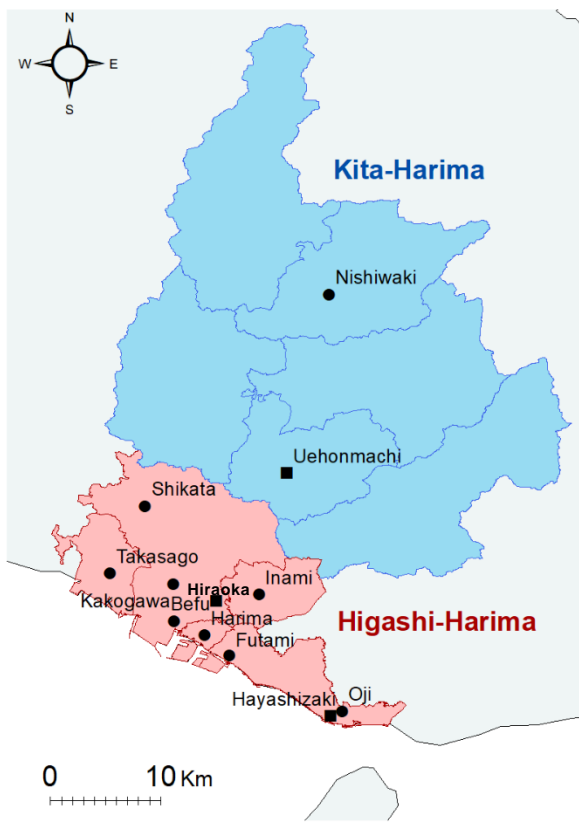 N
W E
S
Kita-Harima
Nishiwaki
Uehonmachi
Shikata
Takasago
Inami
Hiraoka
Kakogawa
Befu
Harima
Higashi-Harima
Futami
Hayashizaki
Oji
0 10 Km